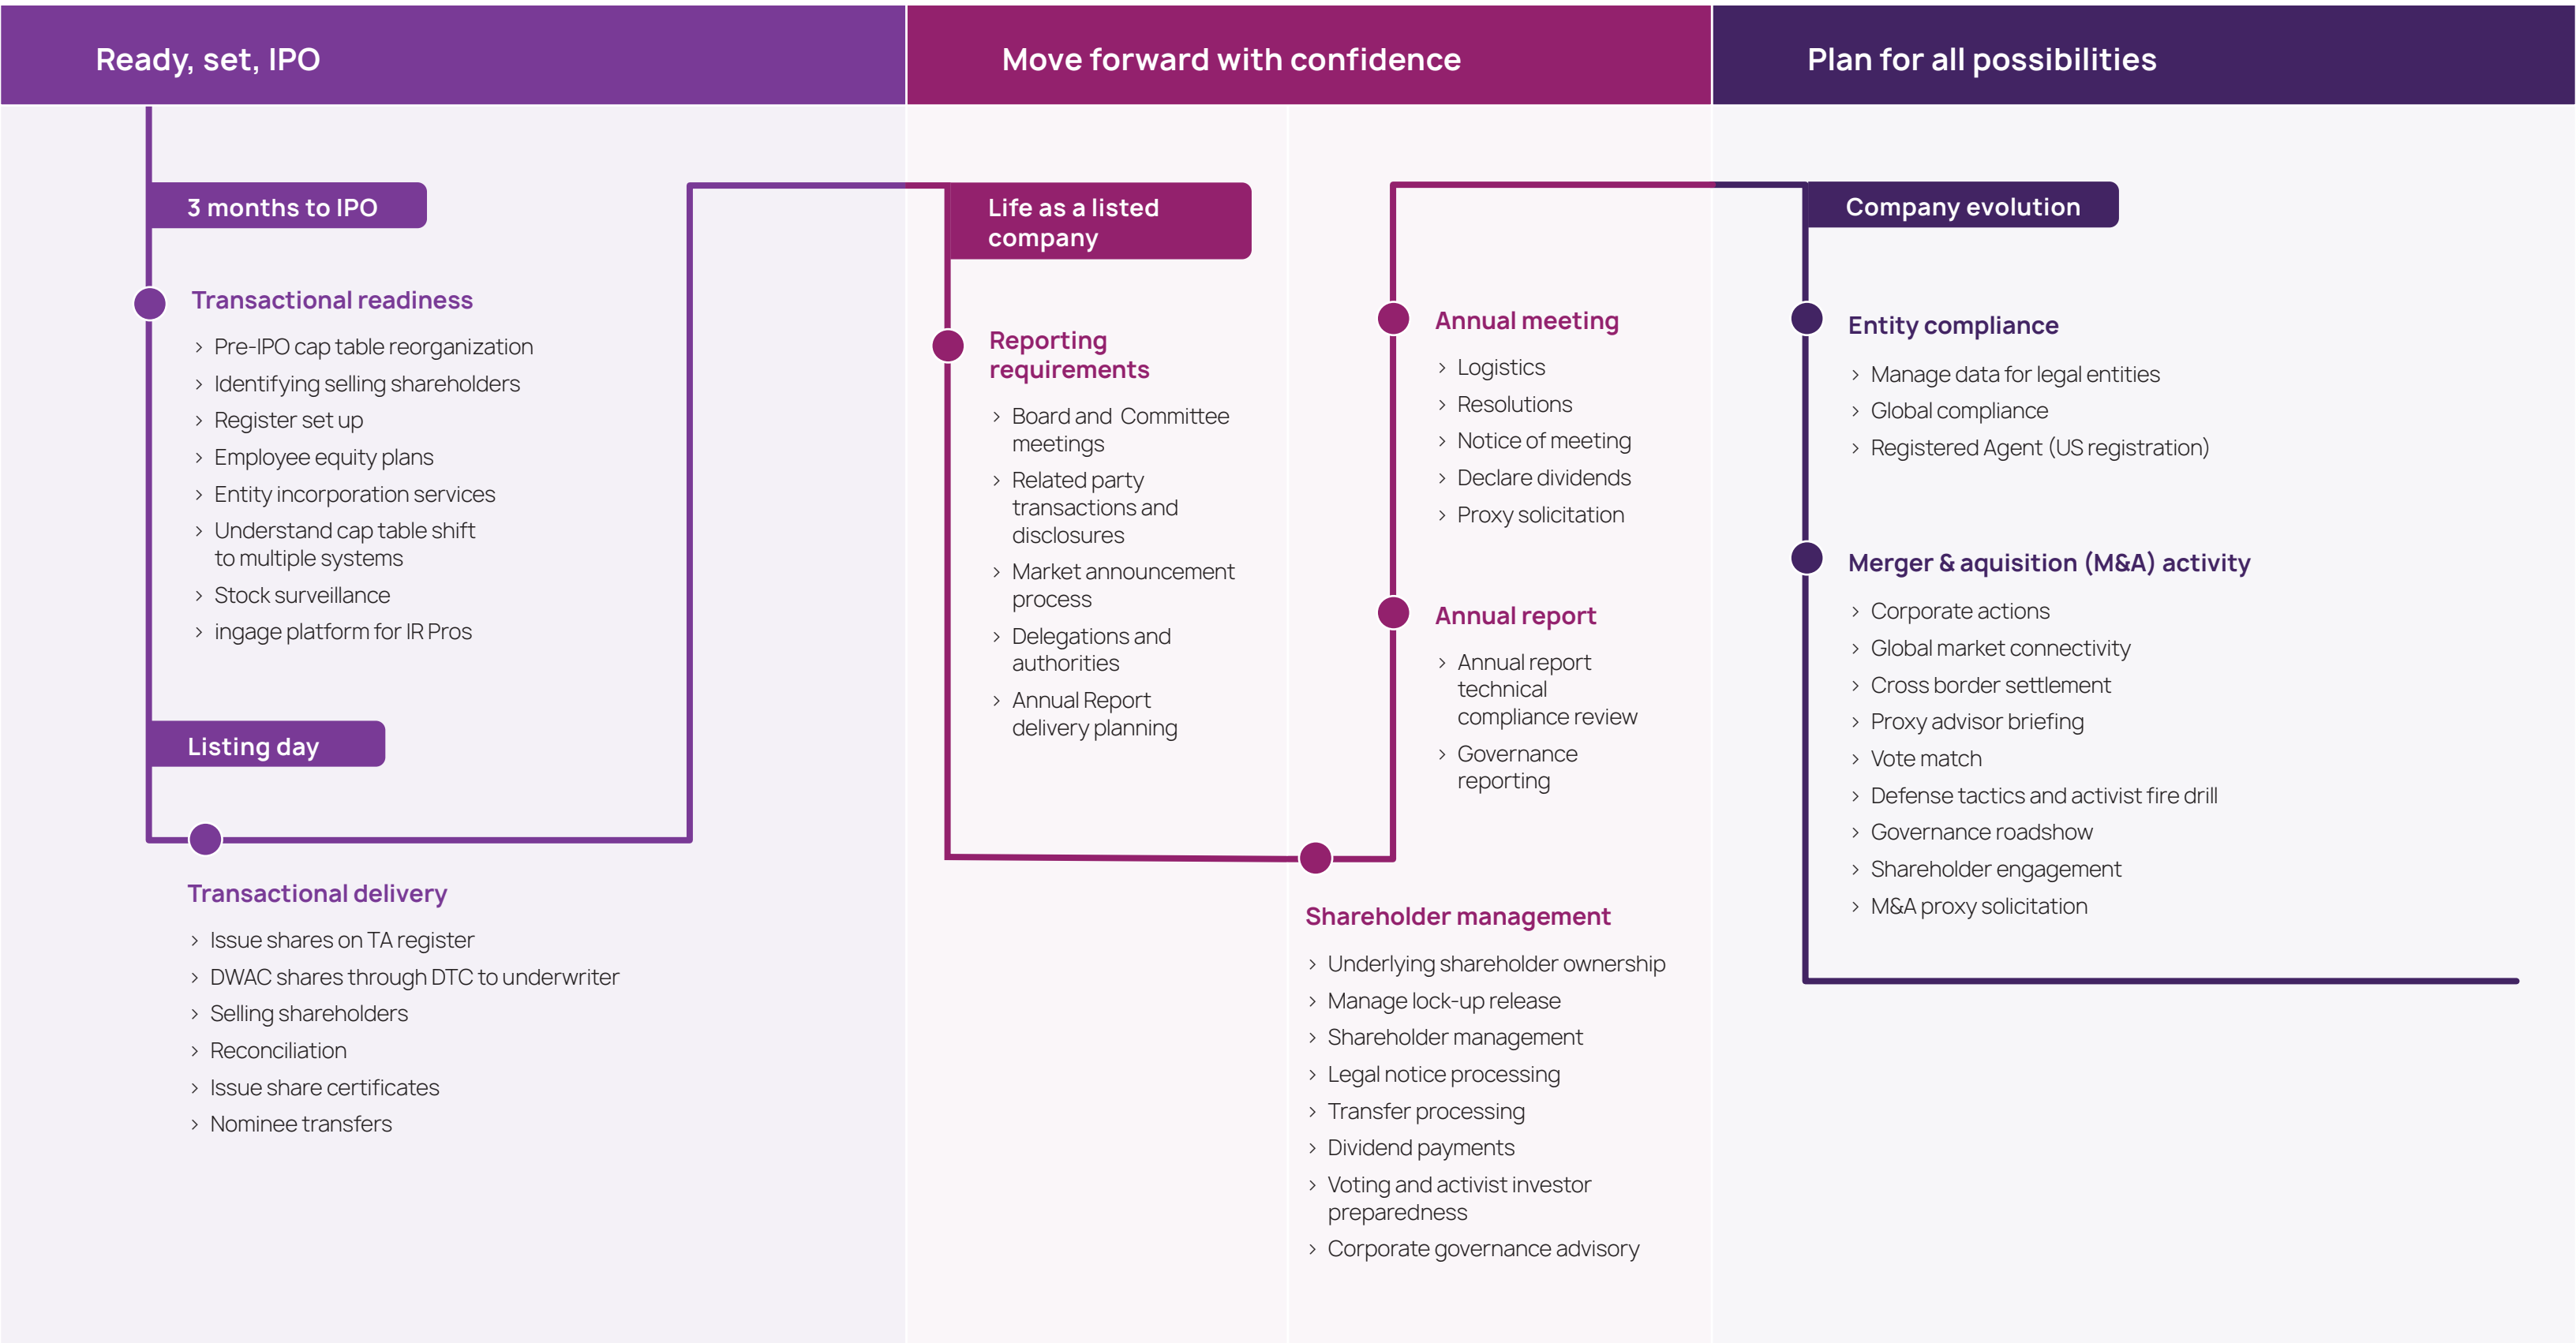 Ready, set, IPO
Move forward with confidence
Plan for all possibilities
3 months to IPO
Transactional readiness
› Pre-IPO cap table reorganization
› Identifying selling shareholders
› Register set up
› Employee equity plans
› Entity incorporation services
› Understand cap table shift
to multiple systems
› Stock surveillance
› ingage platform for IR Pros
Listing day
Transactional delivery
› Issue shares on TA register
› DWAC shares through DTC to underwriter
› Selling shareholders
› Reconciliation
› Issue share certificates
› Nominee transfers
Life as a listed
company
Reporting
requirements
› Board and Committee
meetings
› Related party
transactions and
disclosures
› Market announcement
process
› Delegations and
authorities
› Annual Report
delivery planning
Annual meeting
› Logistics
› Resolutions
› Notice of meeting
› Declare dividends
› Proxy solicitation
Annual report
› Annual report
technical
compliance review
› Governance
reporting
Shareholder management
› Underlying shareholder ownership
› Manage lock-up release
› Shareholder management
› Legal notice processing
› Transfer processing
› Dividend payments
› Voting and activist investor
preparedness
› Corporate governance advisory
Company evolution
Entity compliance
› Manage data for legal entities
› Global compliance
› Registered Agent (US registration)
Merger & aquisition (M&A) activity
› Corporate actions
› Global market connectivity
› Cross border settlement
› Proxy advisor briefing
› Vote match
› Defense tactics and activist fire drill
› Governance roadshow
› Shareholder engagement
› M&A proxy solicitation